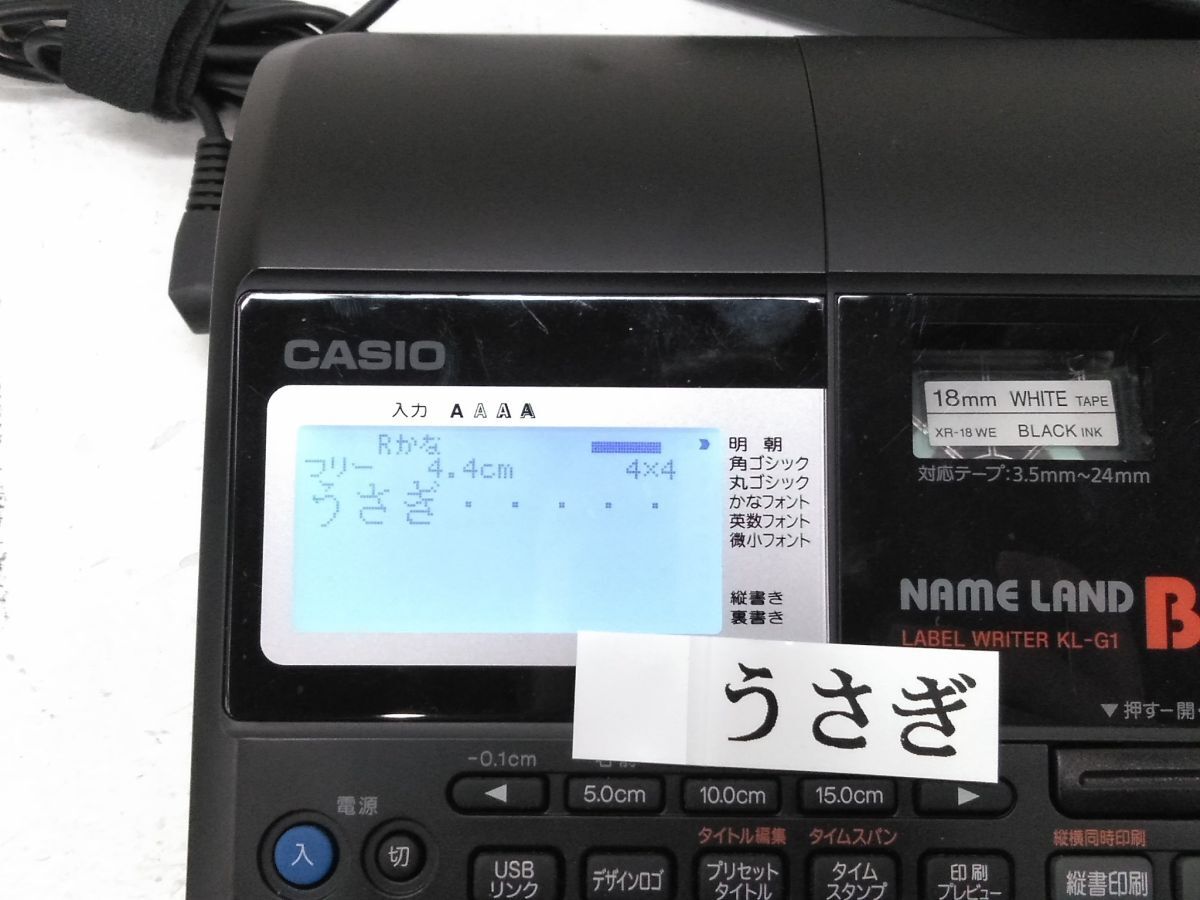 CASIO
入力 A A A A
Rかな
フリー 4.4cm 4×4
うさぎ
明 朝
角ゴシック
丸ゴシック
かなフォント
英数フォント
微小フォント
縦書き
裏書き
18mm WHITE TAPE
XR-18 WE BLACK INK
対応テープ:3.5mm~24mm
NAME LAND B
LABEL WRITER KL-G1
うさぎ
▼押す-開
-0.1cm
◀ 5.0cm 10.0cm 15.0cm ▶
電源
入 切
タイトル編集 タイムスパン 縦横同時印刷
USB
リンク
デザインロゴ
プリセット
タイトル
タイム
スタンプ
印刷
プレビュー
縦書印刷